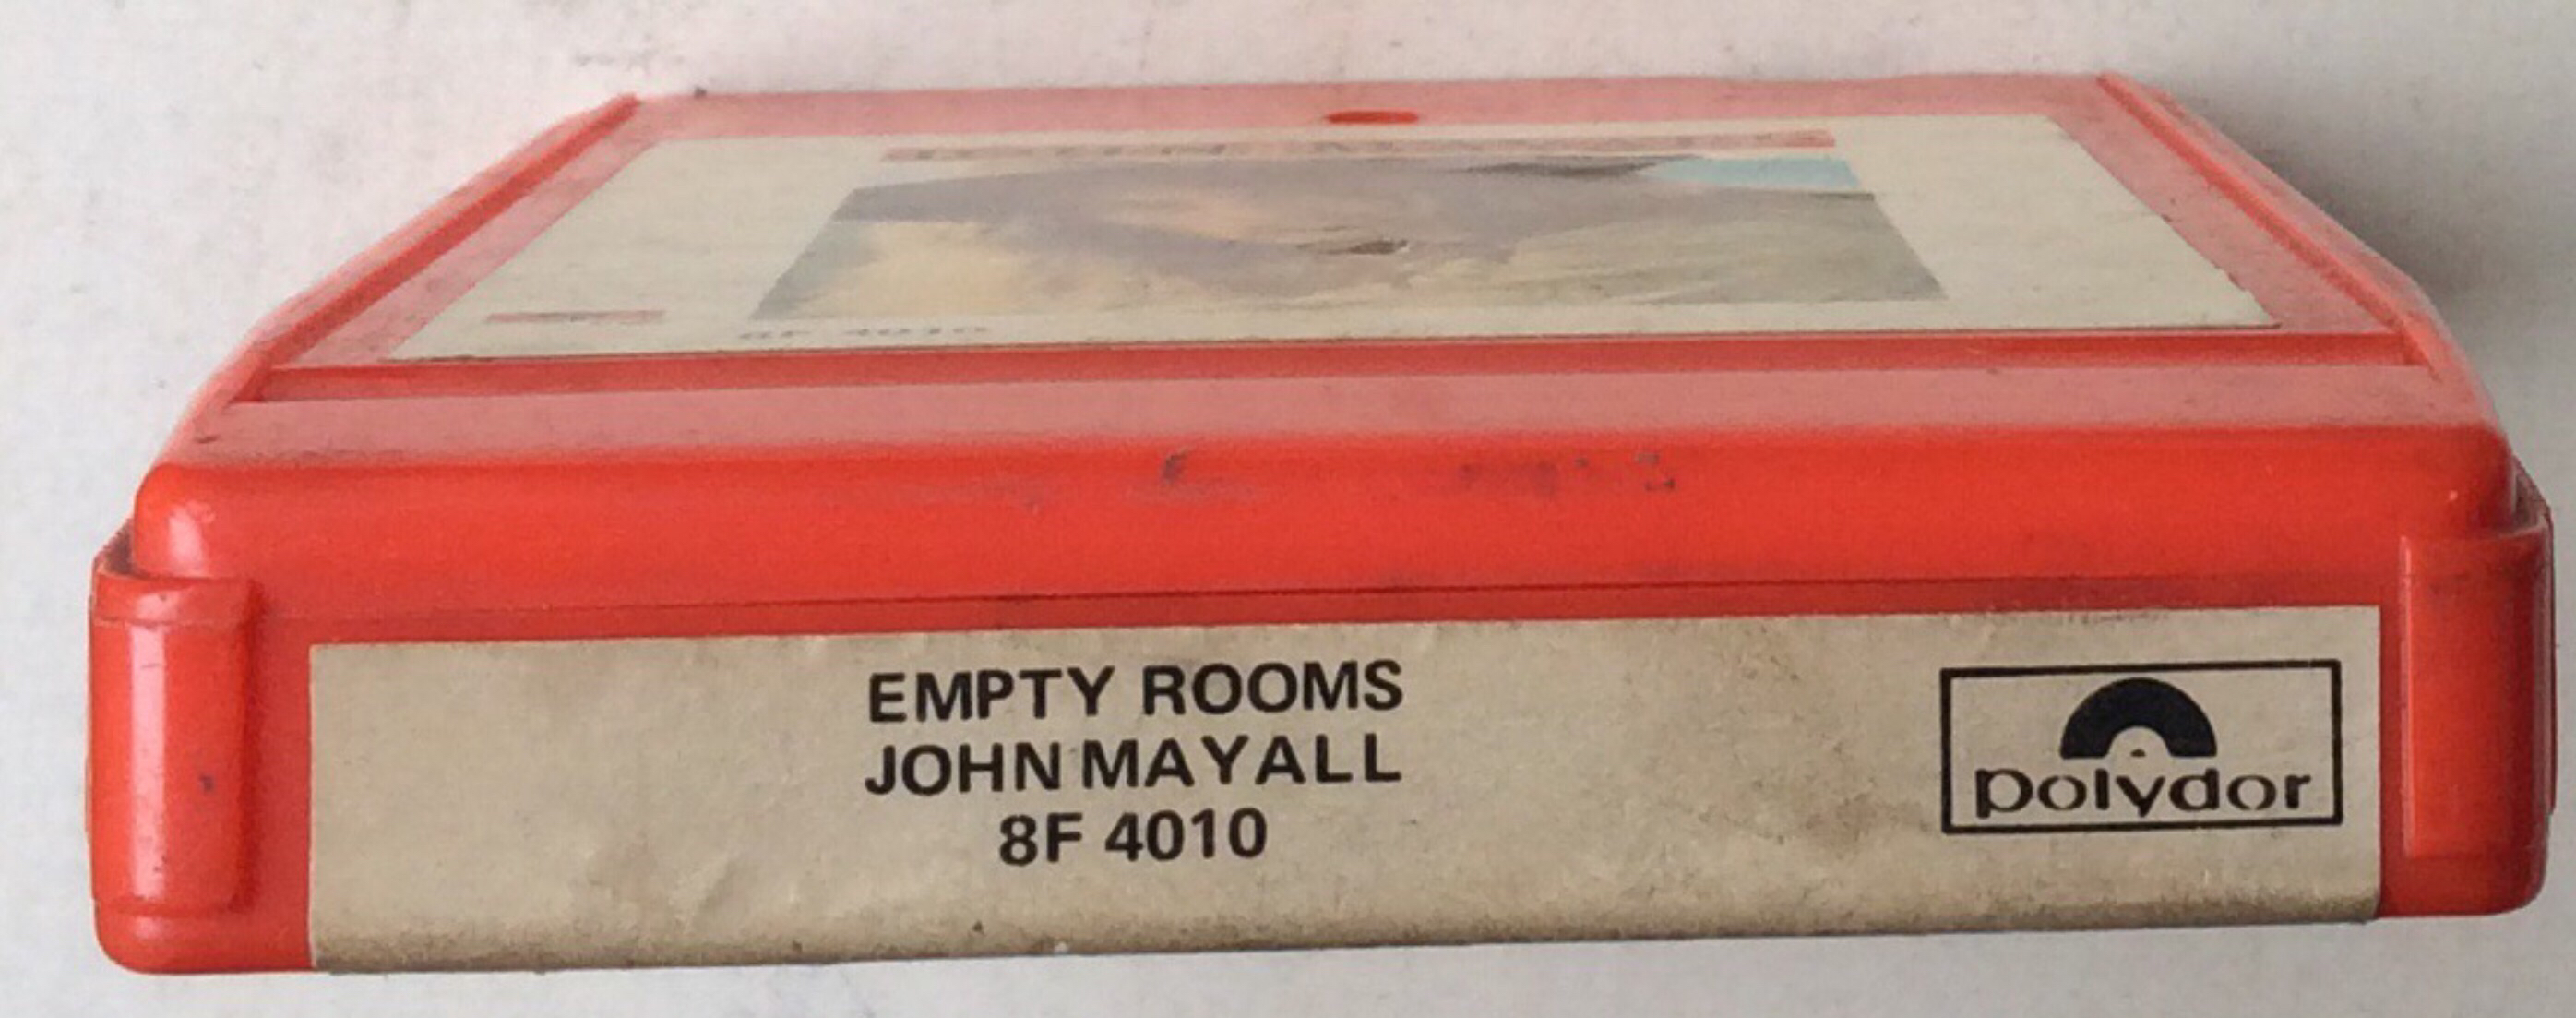 8F 4010
EMPTY ROOMS
JOHN MAYALL
8F 4010
polydor